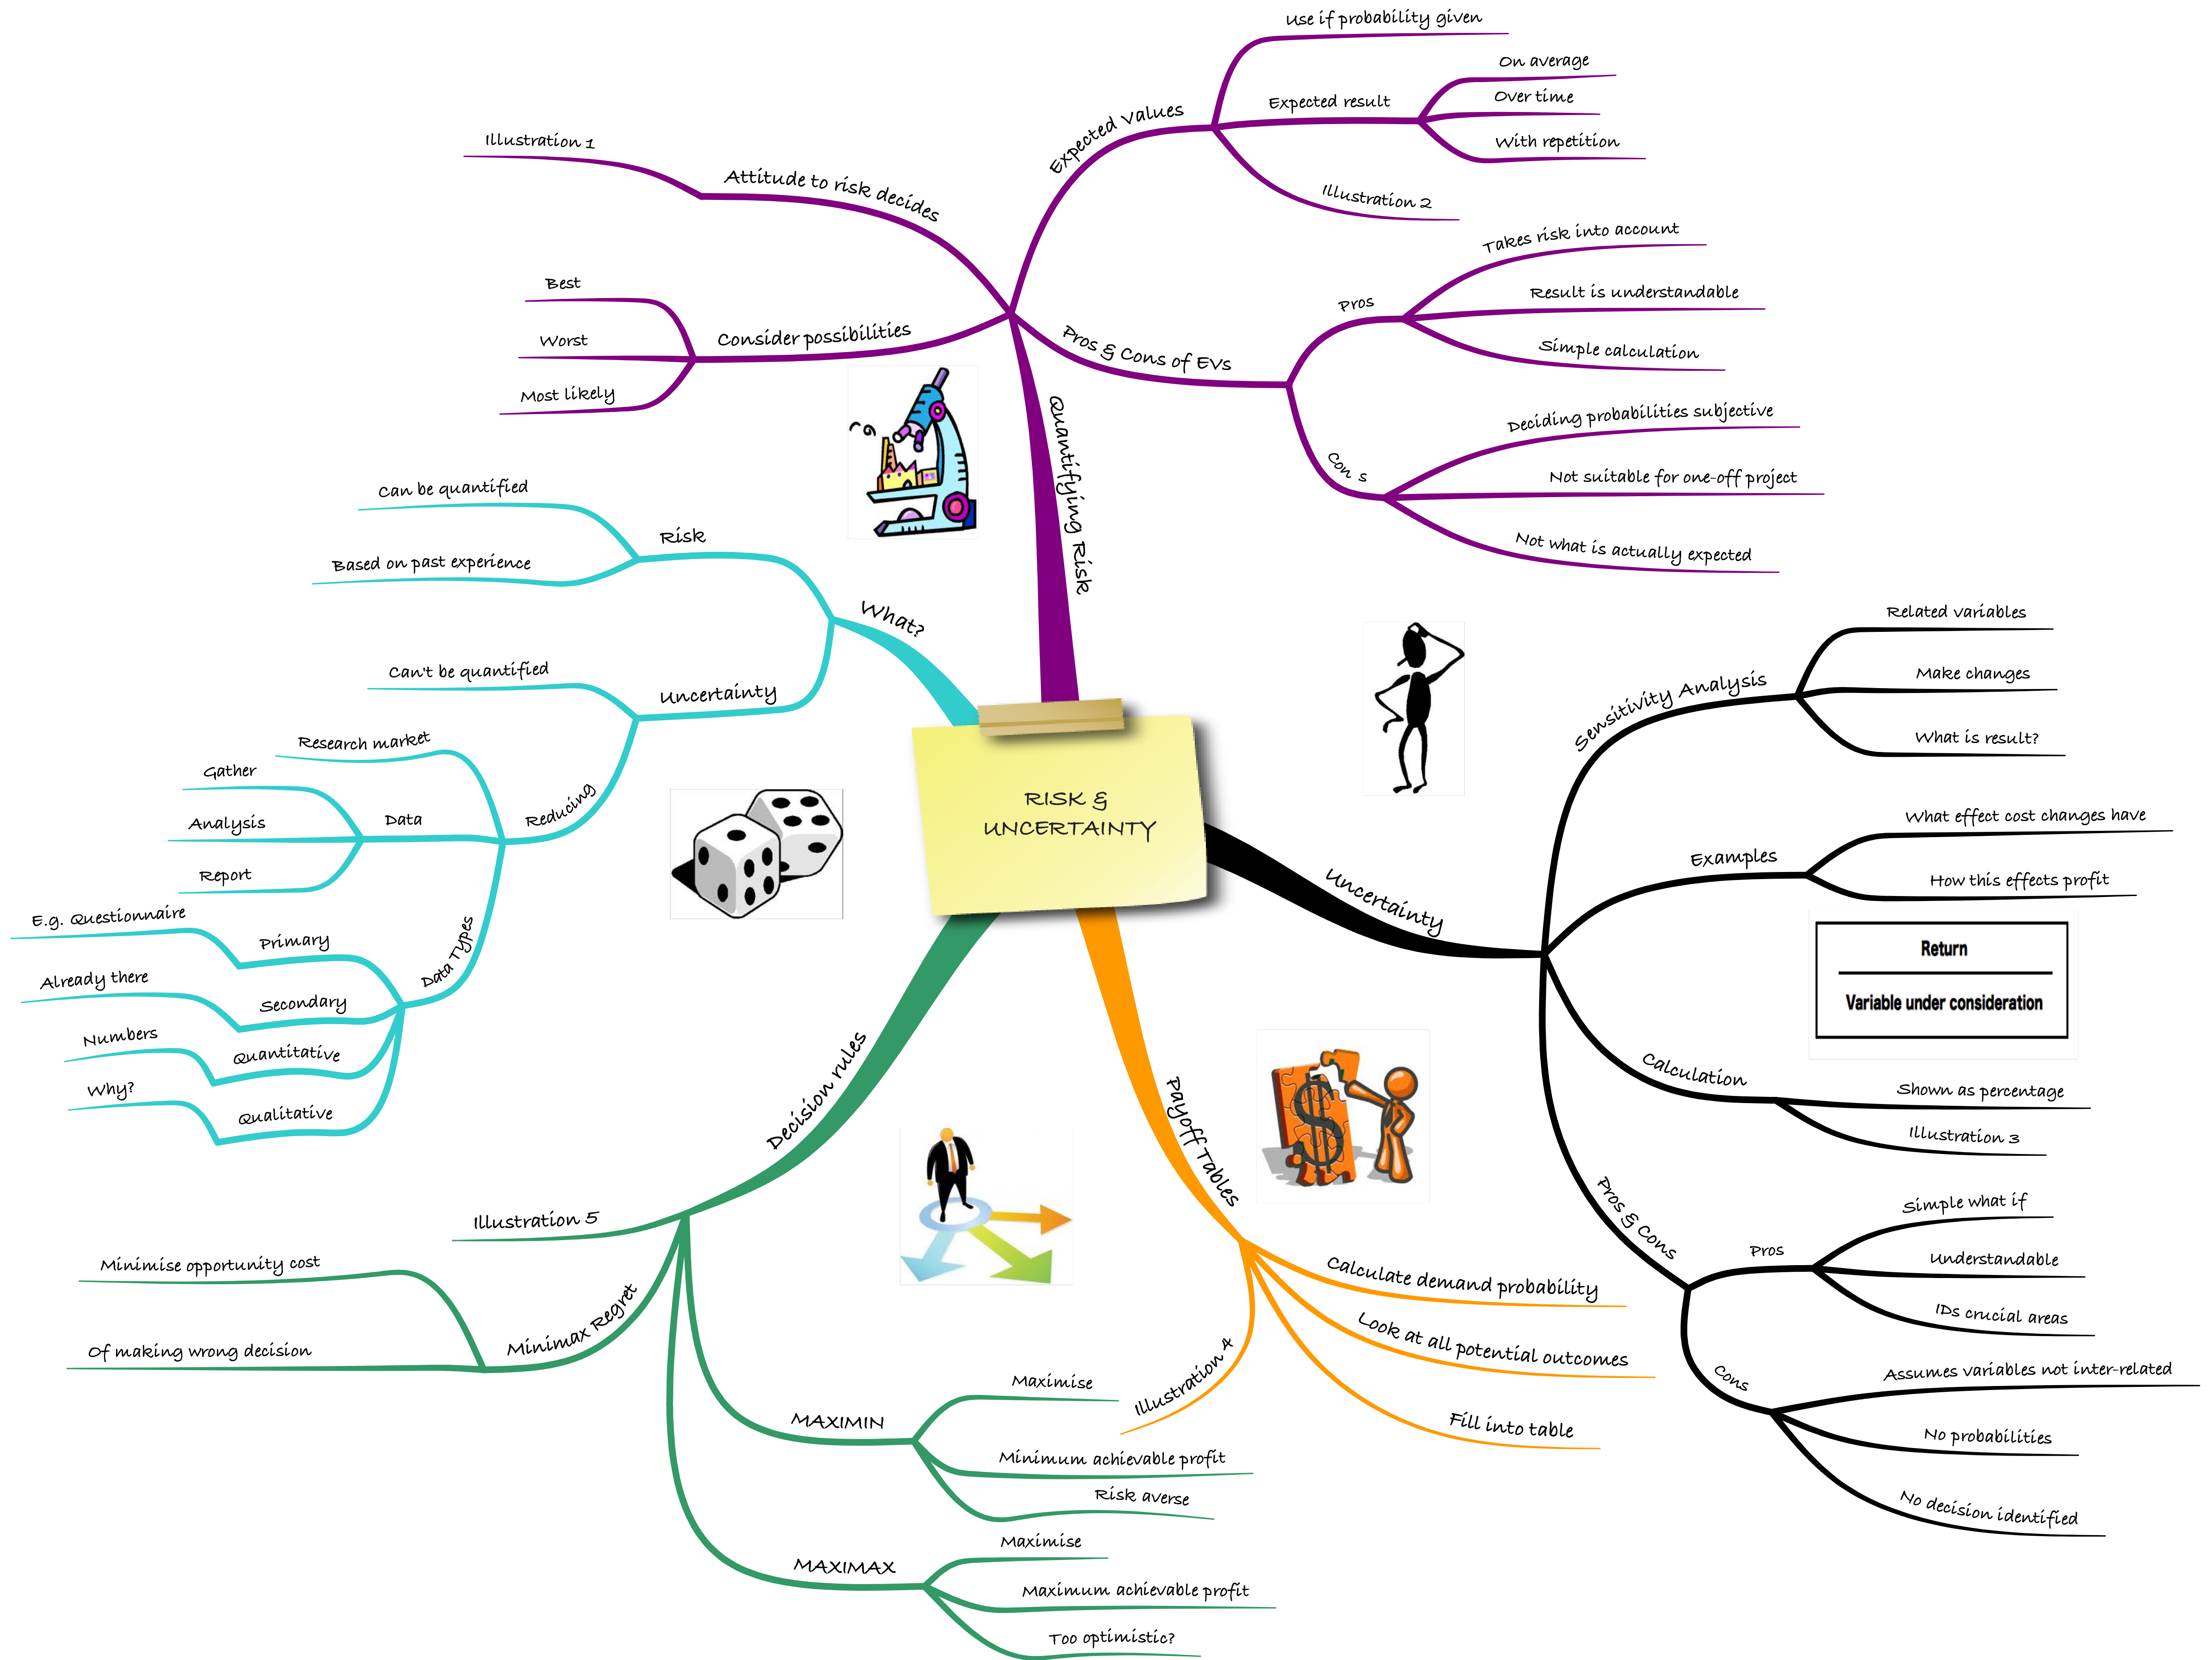 RISK &
UNCERTAINTY
Quantifying Risk
Attitude to risk decides
Illustration 1
Consider possibilities
Best
Worst
Most likely
Expected Values
Use if probability given
Expected result
On average
Over time
With repetition
Illustration 2
Pros & Cons of EVs
Pros
Takes risk into account
Result is understandable
Simple calculation
Con s
Deciding probabilities subjective
Not suitable for one-off project
Not what is actually expected
What?
Risk
Can be quantified
Based on past experience
Uncertainty
Can't be quantified
Reducing
Research market
Data
Gather
Analysis
Report
Data Types
Primary
E.g. Questionnaire
Secondary
Already there
Quantitative
Numbers
Qualitative
Why?
Uncertainty
Sensitivity Analysis
Related variables
Make changes
What is result?
Examples
What effect cost changes have
How this effects profit
Return
Variable under consideration
Calculation
Shown as percentage
Illustration 3
Pros & Cons
Pros
Simple what if
Understandable
IDs crucial areas
Cons
Assumes variables not inter-related
No probabilities
No decision identified
Payoff Tables
Calculate demand probability
Look at all potential outcomes
Fill into table
Illustration 4
Decision rules
Illustration 5
Minimax Regret
Minimise opportunity cost
Of making wrong decision
MAXIMIN
Maximise
Minimum achievable profit
Risk averse
MAXIMAX
Maximise
Maximum achievable profit
Too optimistic?